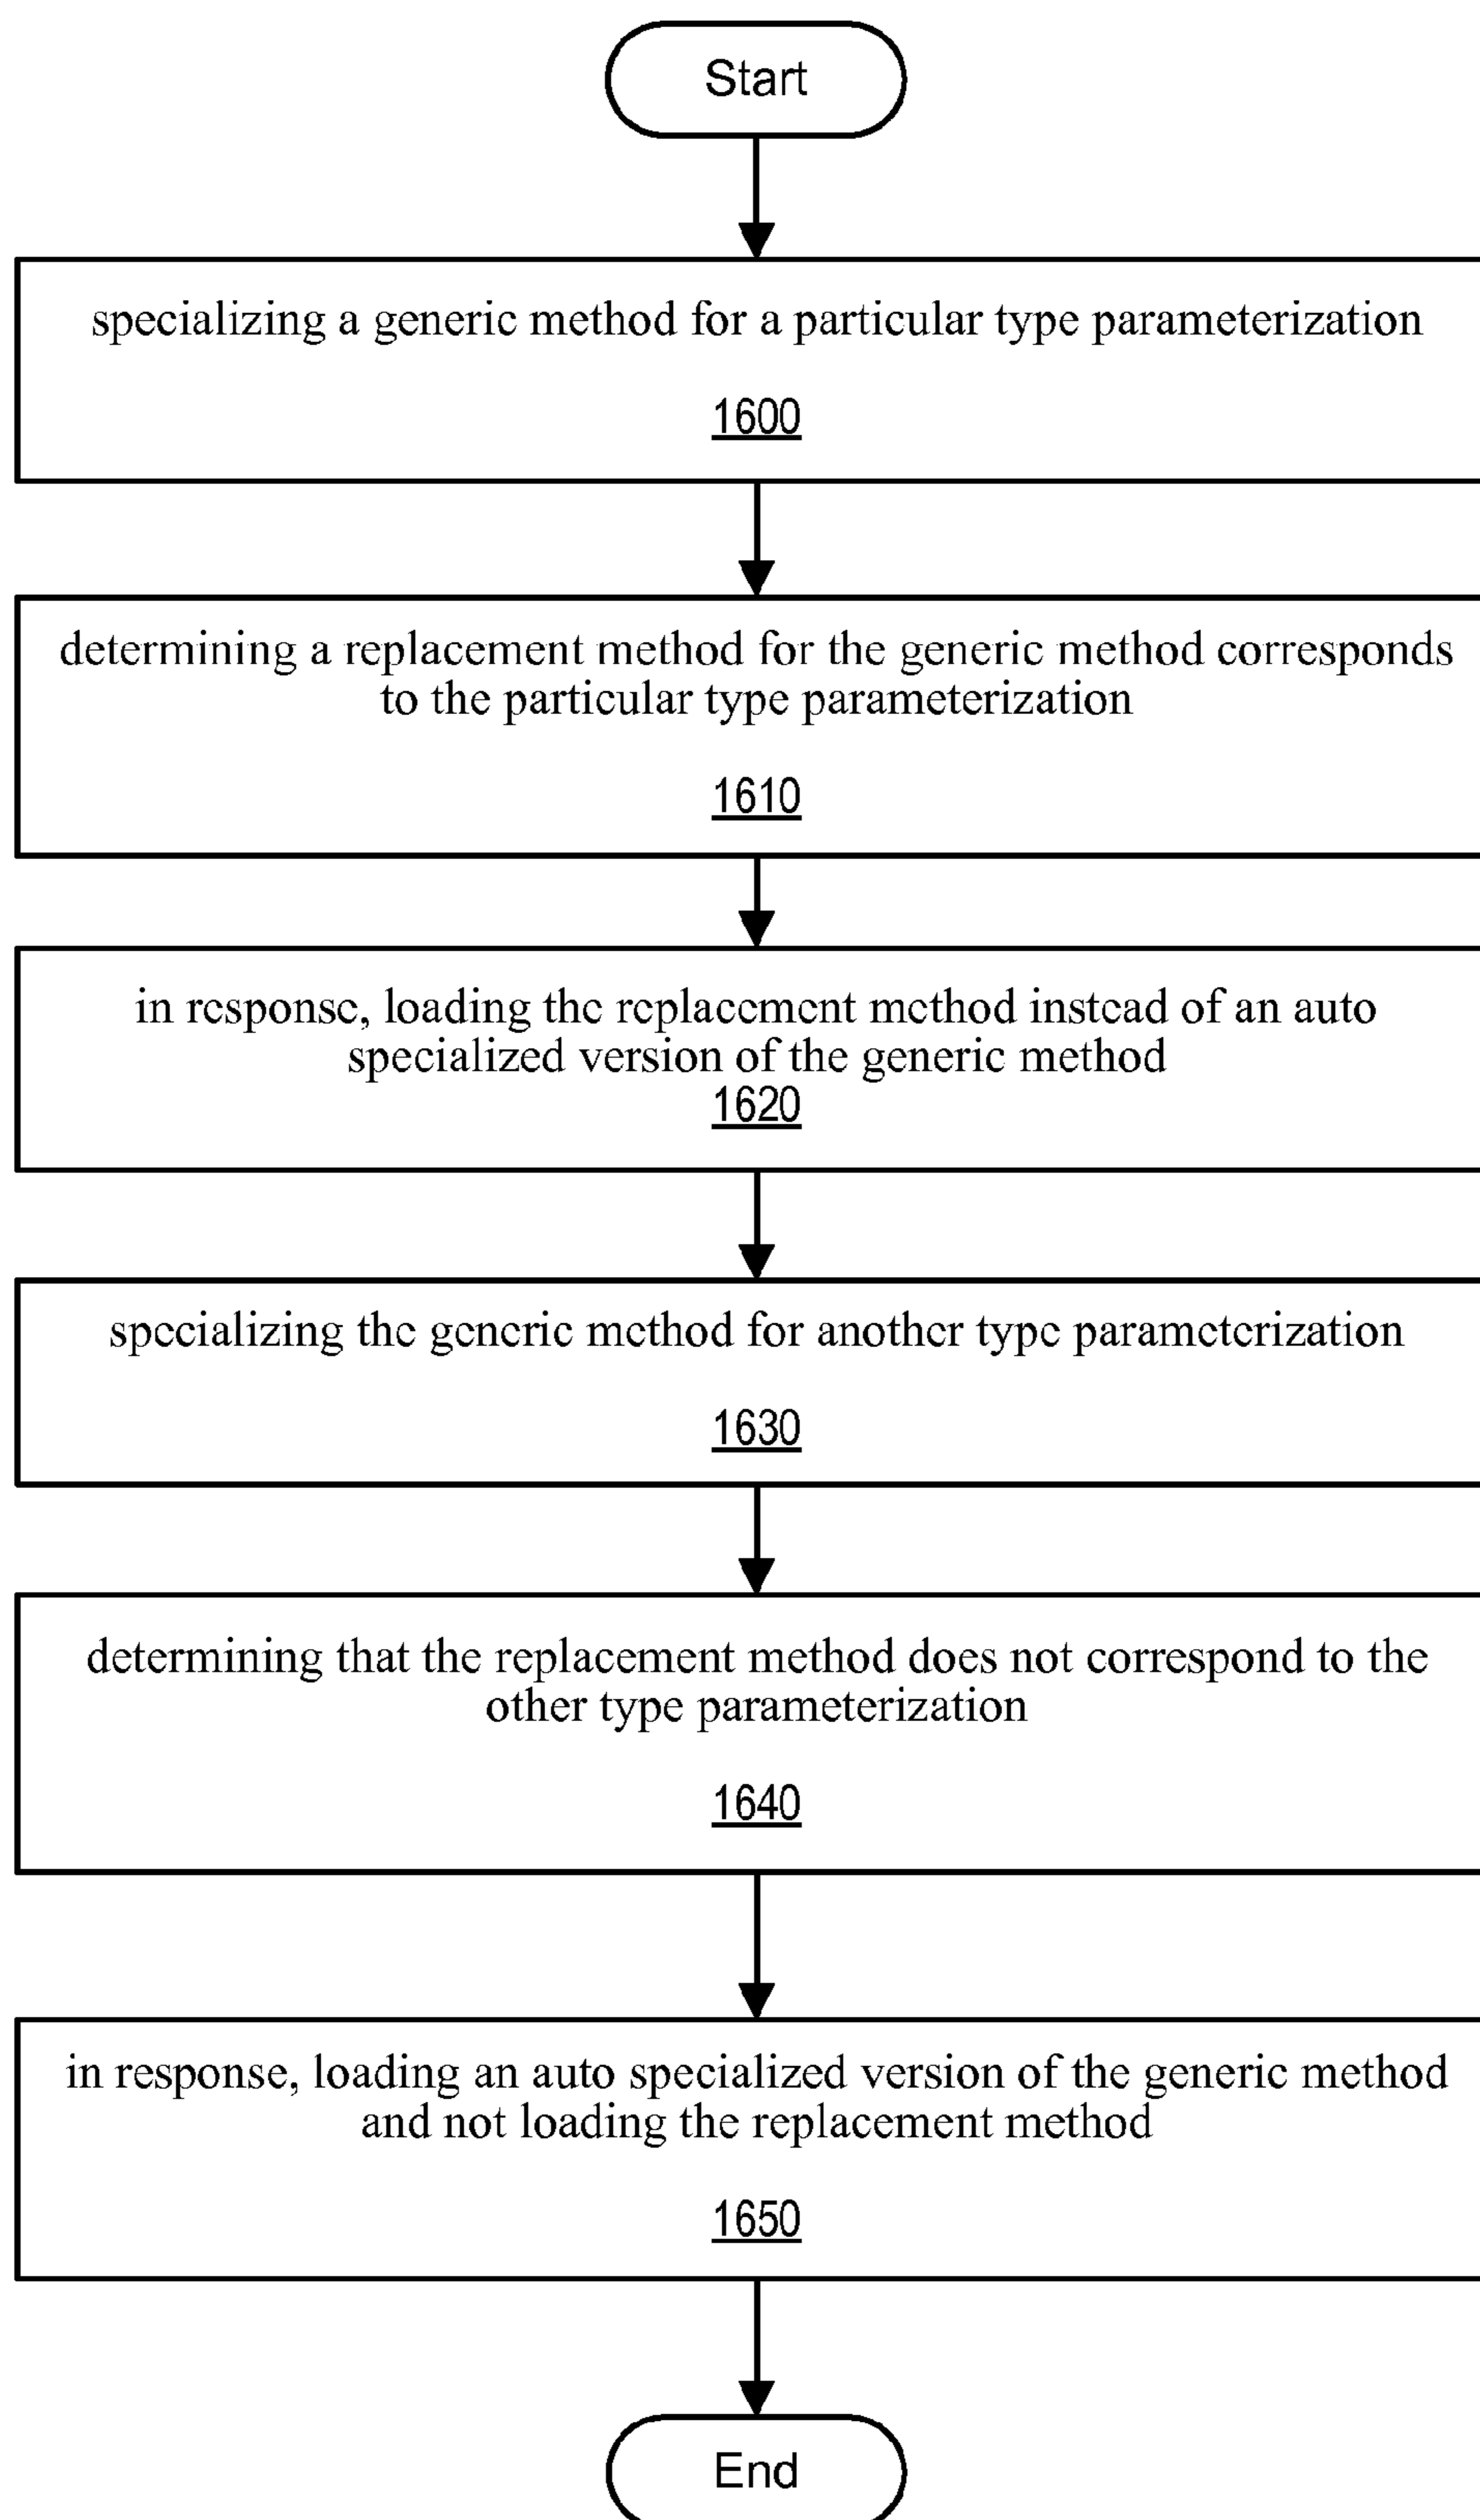 Start
specializing a generic method for a particular type parameterization
1600
determining a replacement method for the generic method corresponds
to the particular type parameterization
1610
in response, loading the replacement method instead of an auto
specialized version of the generic method
1620
specializing the generic method for another type parameterization
1630
determining that the replacement method does not correspond to the
other type parameterization
1640
in response, loading an auto specialized version of the generic method
and not loading the replacement method
1650
End